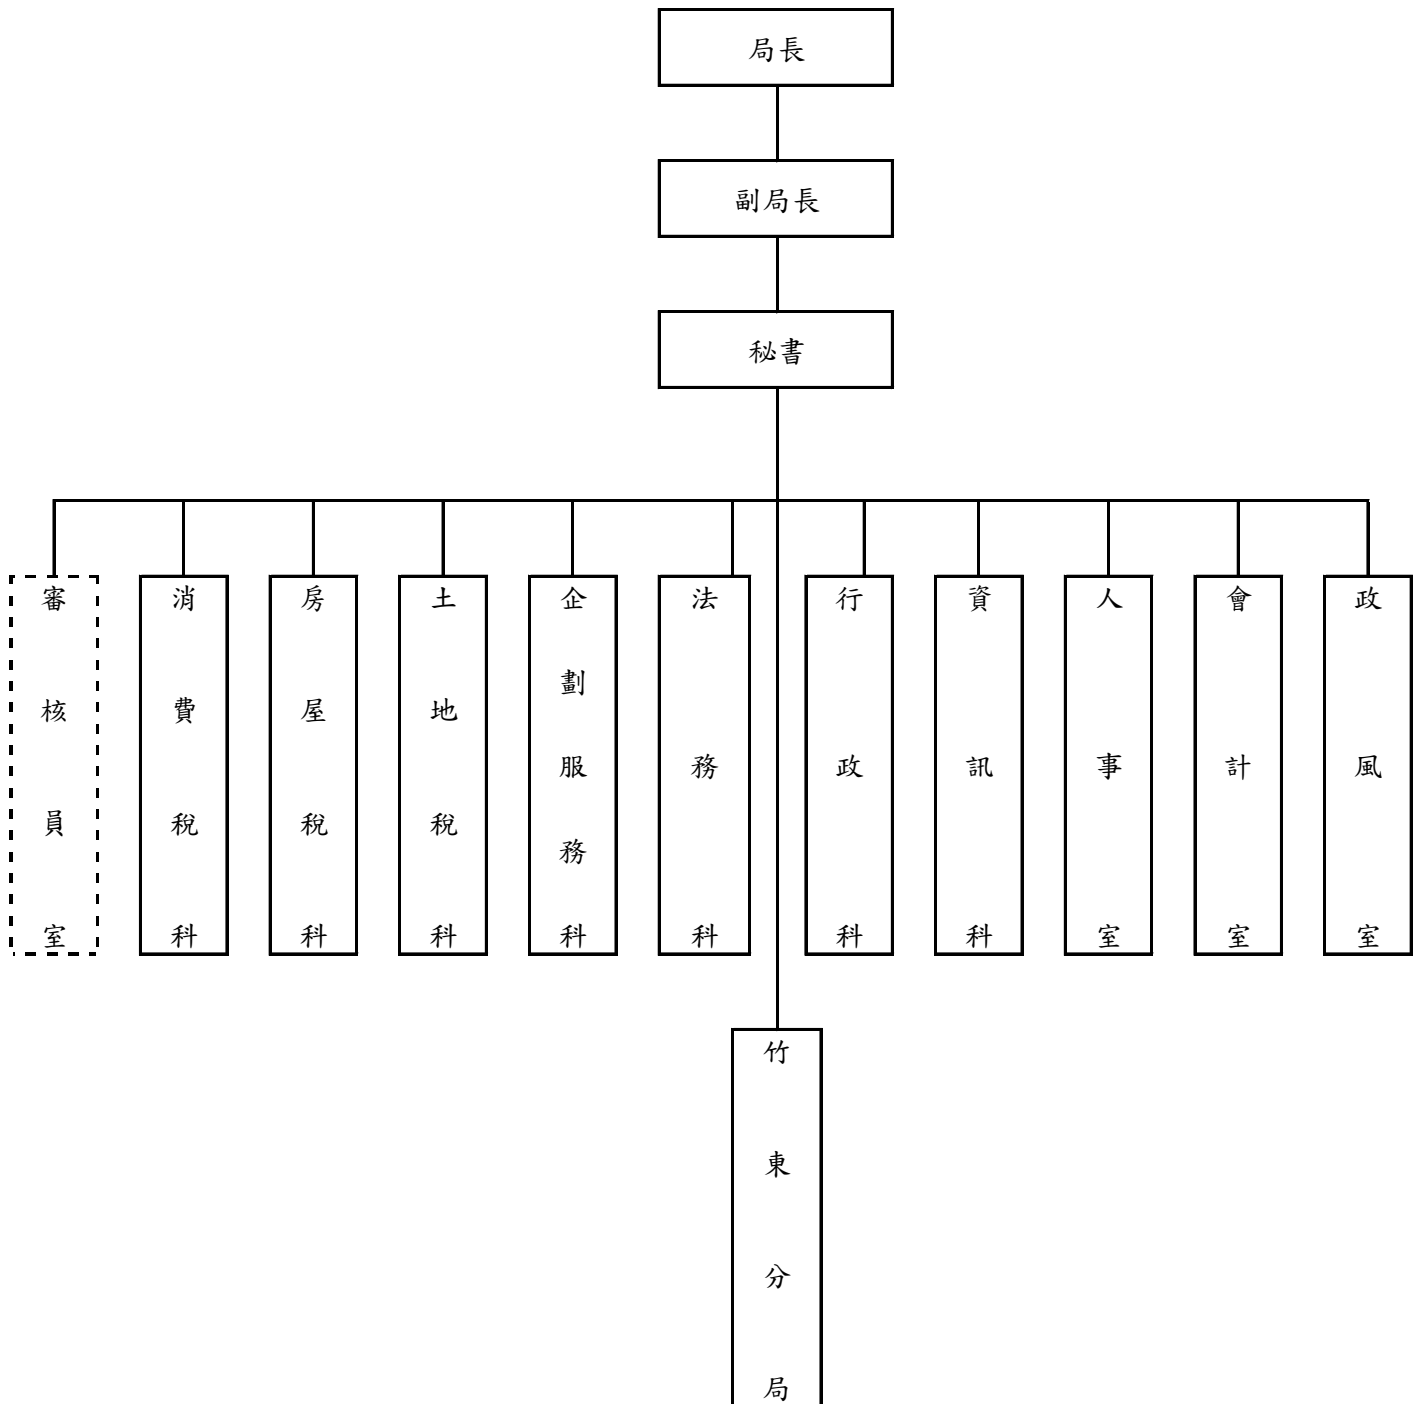 局長
副局長
秘書
審核員室
消費稅科
房屋稅科
土地稅科
企劃服務科
法務科
行政科
資訊科
人事室
會計室
政風室
竹東分局